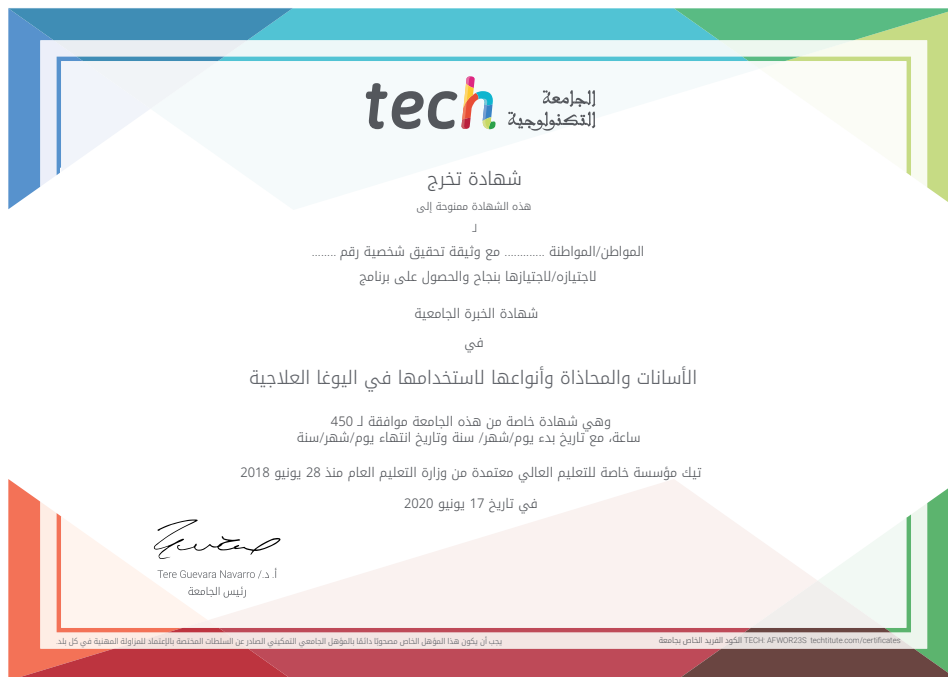 tech الجامعة
التكنولوجية
شهادة تخرج
هذه الشهادة ممنوحة إلى
لـ
المواطن/المواطنة ............. مع وثيقة تحقيق شخصية رقم ........
لاجتيازه/لاجتيازها بنجاح والحصول على برنامج
شهادة الخبرة الجامعية
في
الأسانات والمحاذاة وأنواعها لاستخدامها في اليوغا العلاجية
وهي شهادة خاصة من هذه الجامعة موافقة لـ 450
ساعة، مع تاريخ بدء يوم/شهر/ سنة وتاريخ انتهاء يوم/شهر/سنة
تيك مؤسسة خاصة للتعليم العالي معتمدة من وزارة التعليم العام منذ 28 يونيو 2018
في تاريخ 17 يونيو 2020
أ. د./ Tere Guevara Navarro
رئيس الجامعة
الكود الفريد الخاص بجامعة TECH: AFWOR23S techtitute.com/certificates
يجب أن يكون هذا المؤهل الخاص مصحوبًا دائمًا بالمؤهل الجامعي التمكيني الصادر عن السلطات المختصة بالإعتماد للمزاولة المهنية في كل بلد.